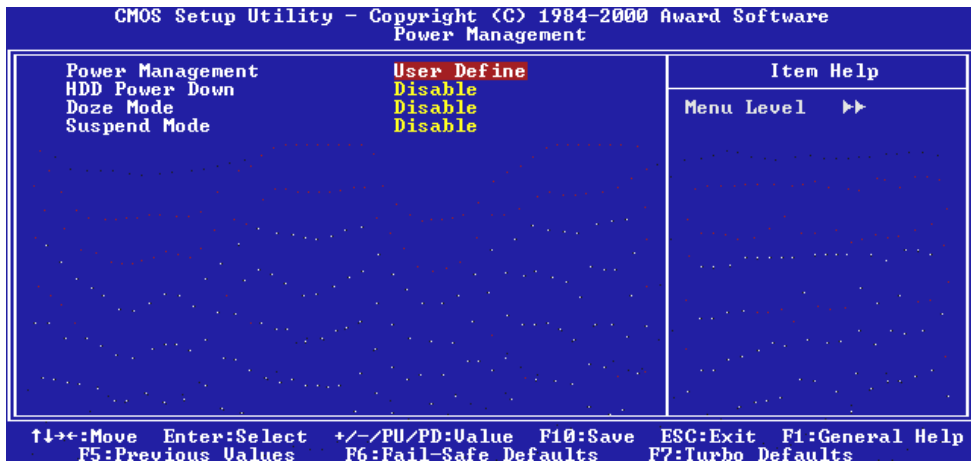 CMOS Setup Utility - Copyright (C) 1984-2000 Award Software
Power Management
Power Management User Define
HDD Power Down Disable
Doze Mode Disable
Suspend Mode Disable
Item Help
Menu Level ▶▶
↑↓→←:Move Enter:Select +/-/PU/PD:Value F10:Save ESC:Exit F1:General Help
F5:Previous Values F6:Fail-Safe Defaults F7:Turbo Defaults